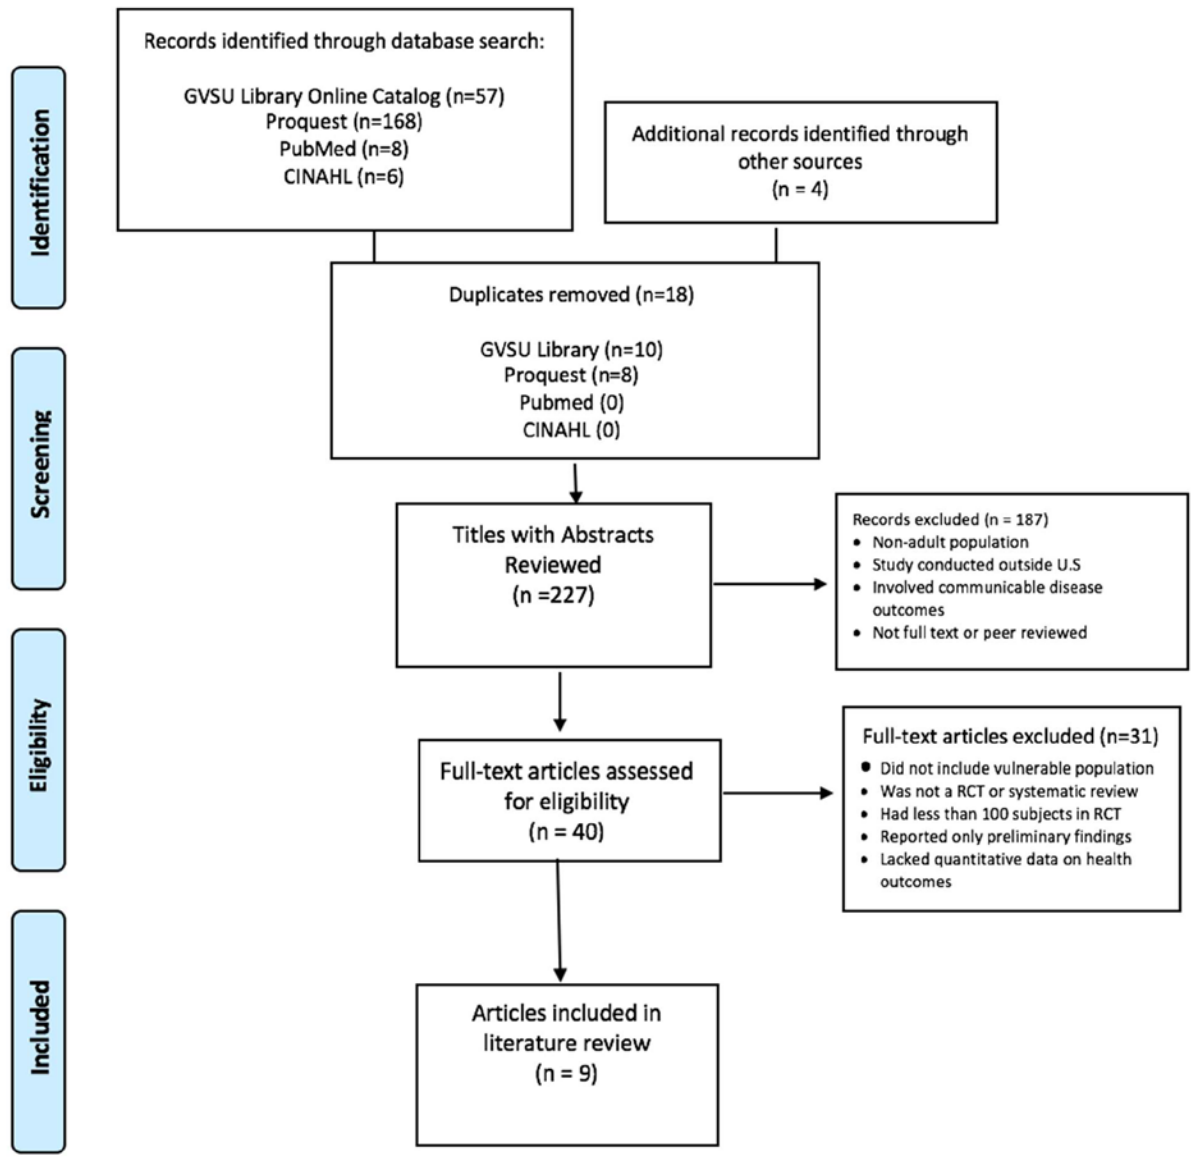 Records identified through database search:
GVSU Library Online Catalog (n=57)
Proquest (n=168)
PubMed (n=8)
CINAHL (n=6)
Identification
Additional records identified through
other sources
(n = 4)
Duplicates removed (n=18)
GVSU Library (n=10)
Proquest (n=8)
Pubmed (0)
CINAHL (0)
Screening
Titles with Abstracts
Reviewed
(n =227)
Records excluded (n = 187)
• Non-adult population
• Study conducted outside U.S
• Involved communicable disease
outcomes
• Not full text or peer reviewed
Eligibility
Full-text articles assessed
for eligibility
(n = 40)
Full-text articles excluded (n=31)
• Did not include vulnerable population
• Was not a RCT or systematic review
• Had less than 100 subjects in RCT
• Reported only preliminary findings
• Lacked quantitative data on health
outcomes
Included
Articles included in
literature review
(n = 9)